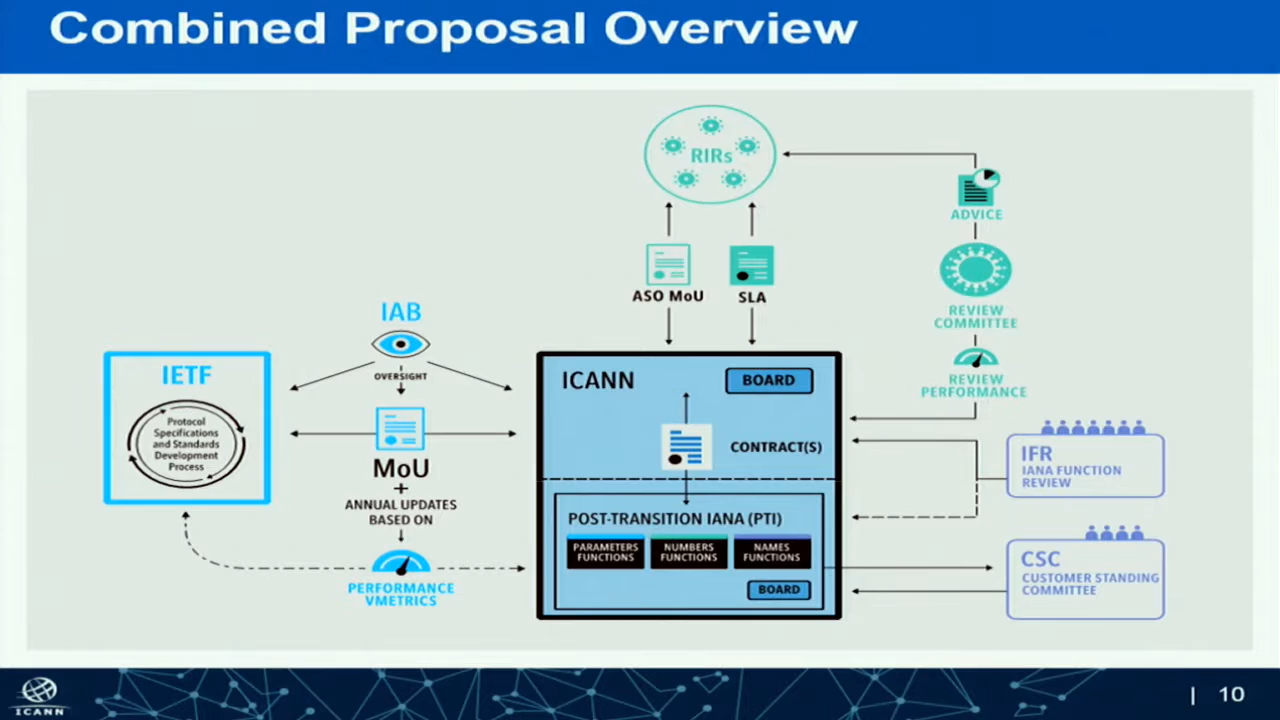 Combined Proposal Overview
RIRs
ADVICE
ASO MoU
SLA
REVIEW
COMMITTEE
REVIEW
PERFORMANCE
IAB
OVERSIGHT
IETF
Protocol
Specifications
and Standards
Development
Process
MoU
+
ANNUAL UPDATES
BASED ON
PERFORMANCE
VMETRICS
ICANN
BOARD
CONTRACT(S)
POST-TRANSITION IANA (PTI)
PARAMETERS
FUNCTIONS
NUMBERS
FUNCTIONS
NAMES
FUNCTIONS
BOARD
IFR
IANA FUNCTION
REVIEW
CSC
CUSTOMER STANDING
COMMITTEE
ICANN
| 10